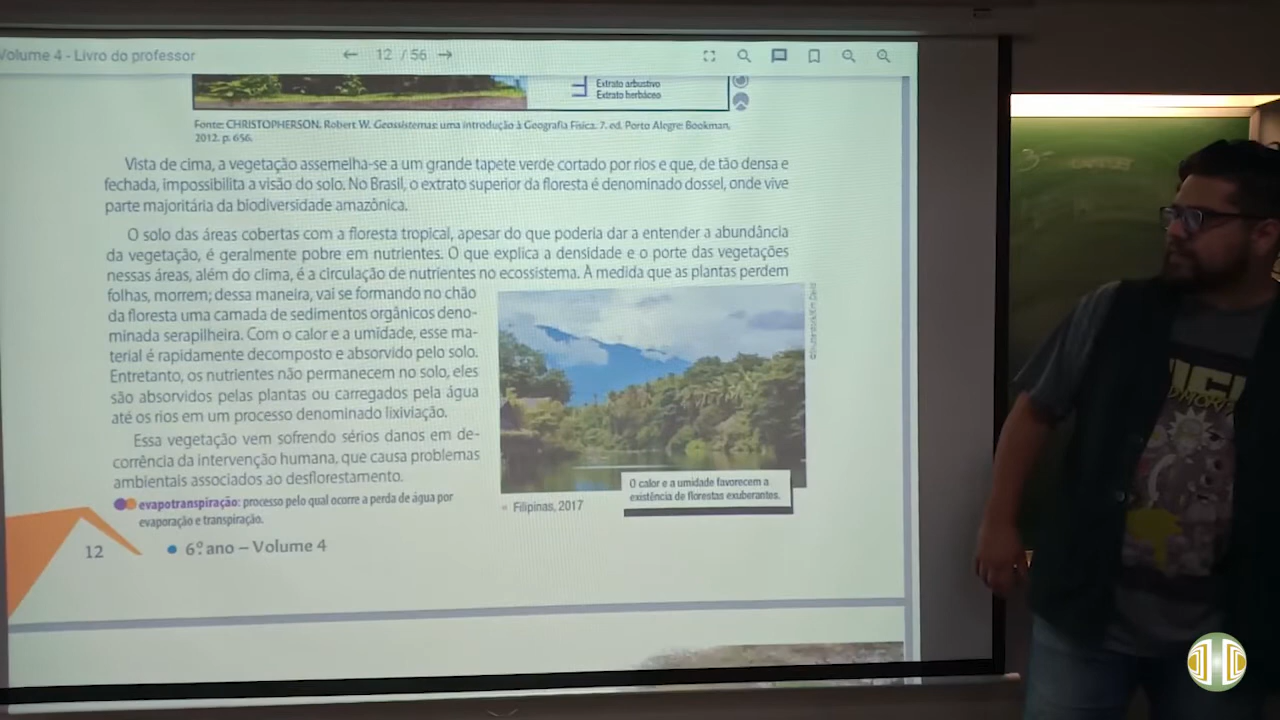 Volume 4 - Livro do professor
← 12 / 56 →
Extrato arbustivo
Extrato herbáceo
Fonte: CHRISTOPHERSON, Robert W. Geossistemas: uma introdução à Geografia Física. 7. ed. Porto Alegre: Bookman,
2012. p. 656.
Vista de cima, a vegetação assemelha-se a um grande tapete verde cortado por rios e que, de tão densa e
fechada, impossibilita a visão do solo. No Brasil, o extrato superior da floresta é denominado dossel, onde vive
parte majoritária da biodiversidade amazônica.
O solo das áreas cobertas com a floresta tropical, apesar do que poderia dar a entender a abundância
da vegetação, é geralmente pobre em nutrientes. O que explica a densidade e o porte das vegetações
nessas áreas, além do clima, é a circulação de nutrientes no ecossistema. À medida que as plantas perdem
folhas, morrem; dessa maneira, vai se formando no chão
da floresta uma camada de sedimentos orgânicos deno-
minada serapilheira. Com o calor e a umidade, esse ma-
terial é rapidamente decomposto e absorvido pelo solo.
Entretanto, os nutrientes não permanecem no solo, eles
são absorvidos pelas plantas ou carregados pela água
até os rios em um processo denominado lixiviação.
Essa vegetação vem sofrendo sérios danos em de-
corrência da intervenção humana, que causa problemas
ambientais associados ao desflorestamento.
O calor e a umidade favorecem a
existência de florestas exuberantes.
Filipinas, 2017
evapotranspiração: processo pelo qual ocorre a perda de água por
evaporação e transpiração.
12
6º. ano – Volume 4